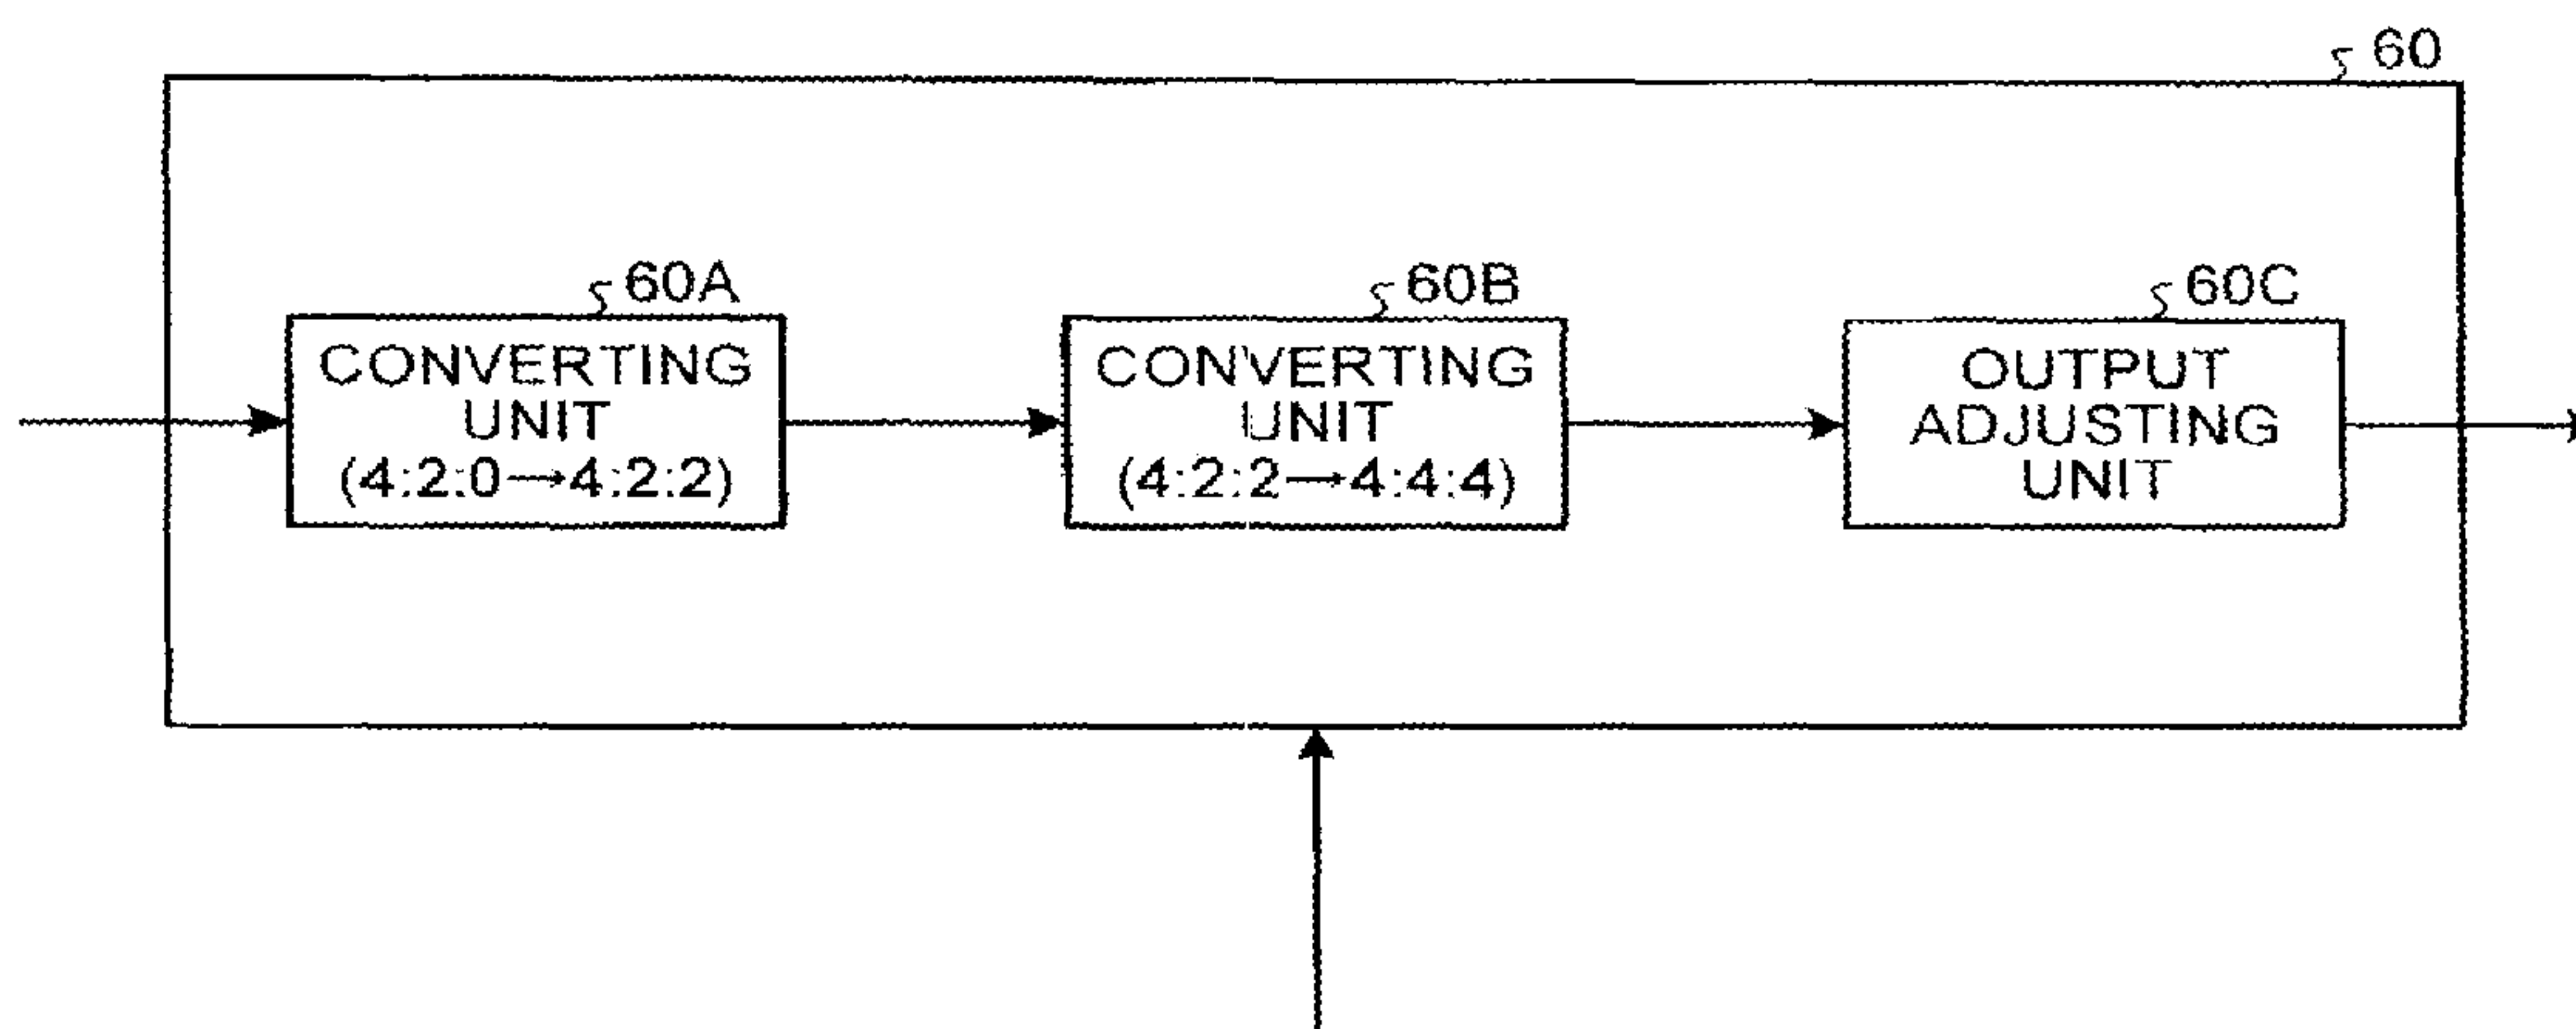 60
60A
CONVERTING
UNIT
(4:2:0→4:2:2)
60B
CONVERTING
UNIT
(4:2:2→4:4:4)
60C
OUTPUT
ADJUSTING
UNIT